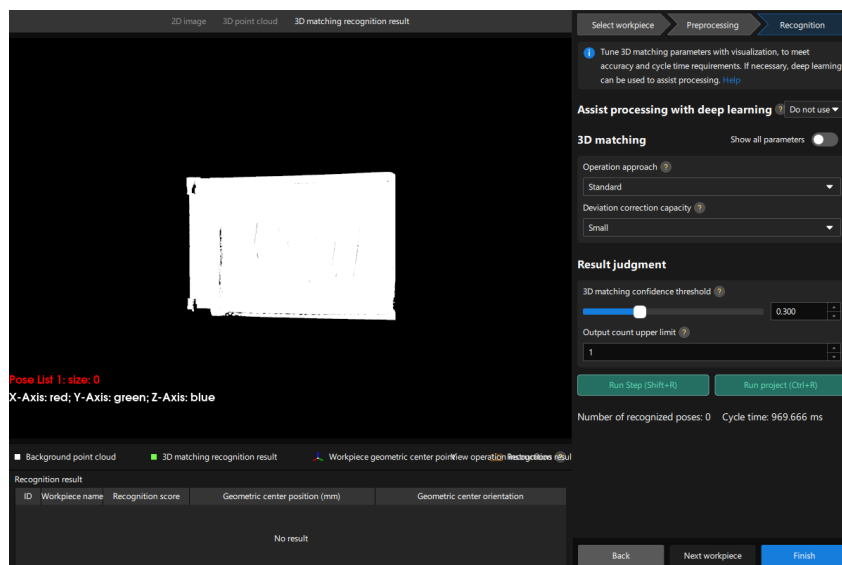 2D image 3D point cloud 3D matching recognition result
Select workpiece Preprocessing Recognition
Tune 3D matching parameters with visualization, to meet
accuracy and cycle time requirements. If necessary, deep learning
can be used to assist processing. Help
Assist processing with deep learning ? Do not use
3D matching Show all parameters
Operation approach ?
Standard
Deviation correction capacity ?
Small
Result judgment
3D matching confidence threshold ?
0.300
Output count upper limit ?
1
Run Step (Shift+R) Run project (Ctrl+R)
Number of recognized poses: 0 Cycle time: 969.666 ms
Pose List 1: size: 0
X-Axis: red; Y-Axis: green; Z-Axis: blue
Background point cloud 3D matching recognition result Workpiece geometric center point View operation
Recognition result
ID Workpiece name Recognition score Geometric center position (mm) Geometric center orientation
No result
Back Next workpiece Finish